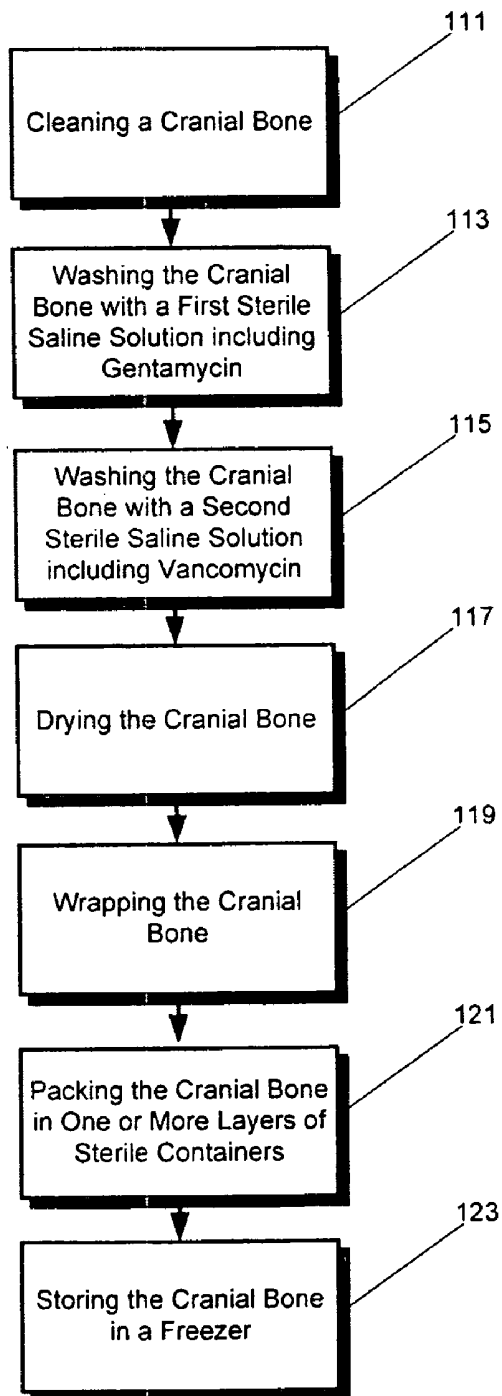 111
Cleaning a Cranial Bone
113
Washing the Cranial
Bone with a First Sterile
Saline Solution including
Gentamycin
115
Washing the Cranial
Bone with a Second
Sterile Saline Solution
including Vancomycin
117
Drying the Cranial Bone
119
Wrapping the Cranial
Bone
121
Packing the Cranial Bone
in One or More Layers of
Sterile Containers
123
Storing the Cranial Bone
in a Freezer